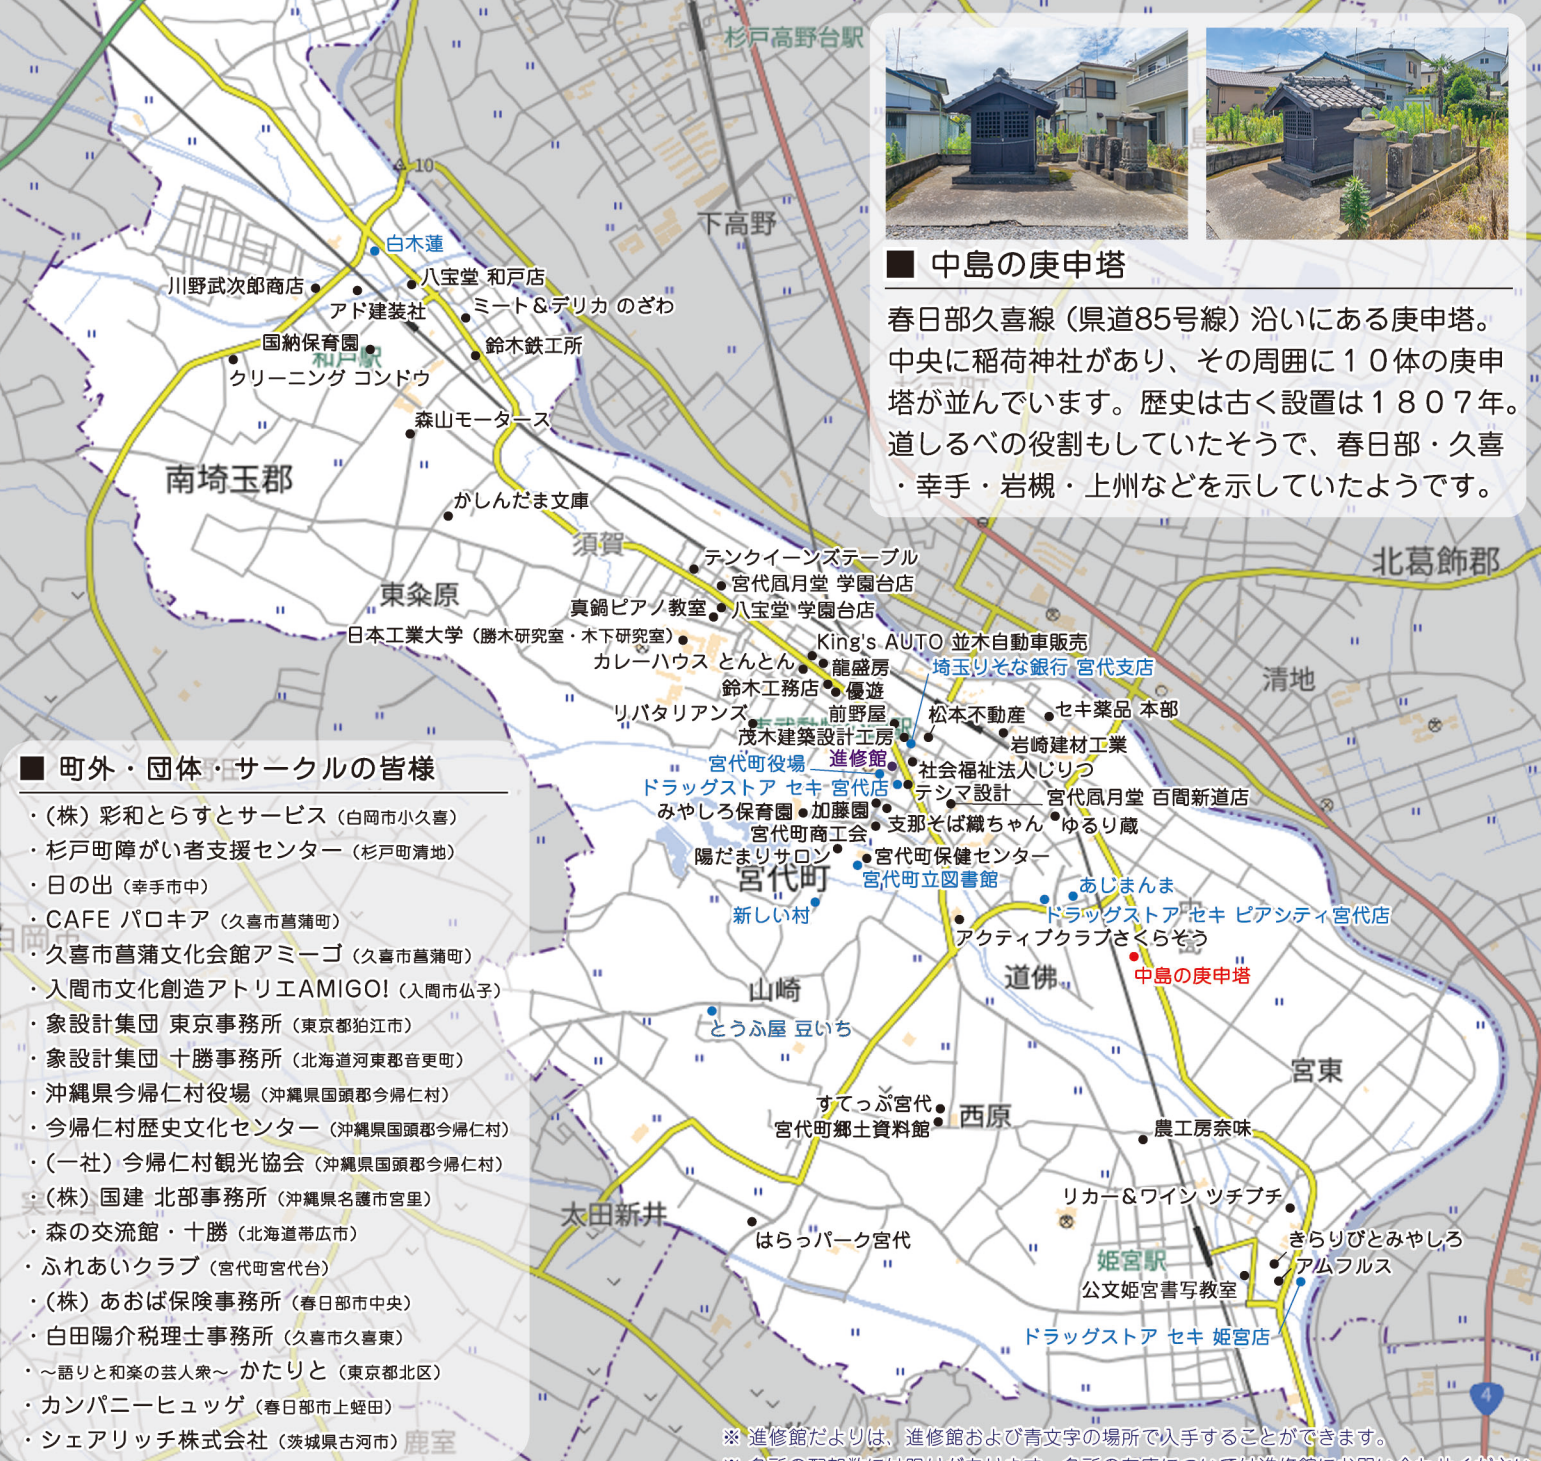 杉戸高野台駅
10
下高野
■ 中島の庚申塔
春日部久喜線（県道85号線）沿いにある庚申塔。
中央に稲荷神社があり、その周囲に１０体の庚申
塔が並んでいます。歴史は古く設置は１８０７年。
道しるべの役割もしていたそうで、春日部・久喜
・幸手・岩槻・上州などを示していたようです。
白木蓮
八宝堂 和戸店
川野武次郎商店
アド建装社
ミート＆デリカ のざわ
国納保育園
鈴木鉄工所
和戸駅
クリーニング コンドウ
森山モータース
南埼玉郡
かしんだま文庫
須賀
北葛飾郡
東粂原
テンクイーンズテーブル
宮代凮月堂 学園台店
真鍋ピアノ教室
八宝堂 学園台店
日本工業大学（勝木研究室・木下研究室）
King's AUTO 並木自動車販売
カレーハウス とんとん
龍盛房
埼玉りそな銀行 宮代支店
清地
鈴木工務店
優遊
リバタリアンズ
前野屋
松本不動産
セキ薬品 本部
茂木建築設計工房
岩崎建材工業
進修館
宮代町役場
社会福祉法人じりつ
ドラッグストア セキ 宮代店
テシマ設計
宮代凮月堂 百間新道店
みやしろ保育園
加藤園
支那そば織ちゃん
ゆるり蔵
宮代町商工会
陽だまりサロン
宮代町保健センター
宮代町
宮代町立図書館
あじまんま
新しい村
ドラッグストア セキ ピアシティ宮代店
アクティブクラブさくらそう
道佛
中島の庚申塔
山崎
とうふ屋 豆いち
宮東
すてっぷ宮代
西原
宮代町郷土資料館
農工房奈味
リカー＆ワイン ツチブチ
太田新井
はらっパーク宮代
きらりびとみやしろ
姫宮駅
アムフルス
公文姫宮書写教室
ドラッグストア セキ 姫宮店
4
■ 町外・団体・サークルの皆様
・(株) 彩和とらすとサービス（白岡市小久喜）
・杉戸町障がい者支援センター（杉戸町清地）
・日の出（幸手市中）
・CAFE パロキア（久喜市菖蒲町）
・久喜市菖蒲文化会館アミーゴ（久喜市菖蒲町）
・入間市文化創造アトリエAMIGO!（入間市仏子）
・象設計集団 東京事務所（東京都狛江市）
・象設計集団 十勝事務所（北海道河東郡音更町）
・沖縄県今帰仁村役場（沖縄県国頭郡今帰仁村）
・今帰仁村歴史文化センター（沖縄県国頭郡今帰仁村）
・(一社) 今帰仁村観光協会（沖縄県国頭郡今帰仁村）
・(株) 国建 北部事務所（沖縄県名護市宮里）
・森の交流館・十勝（北海道帯広市）
・ふれあいクラブ（宮代町宮代台）
・(株) あおば保険事務所（春日部市中央）
・白田陽介税理士事務所（久喜市久喜東）
・～語りと和楽の芸人衆～ かたりと（東京都北区）
・カンパニーヒュッゲ（春日部市上蛭田）
・シェアリッチ株式会社（茨城県古河市）
鹿室
※ 進修館だよりは、進修館および青文字の場所で入手することができます。